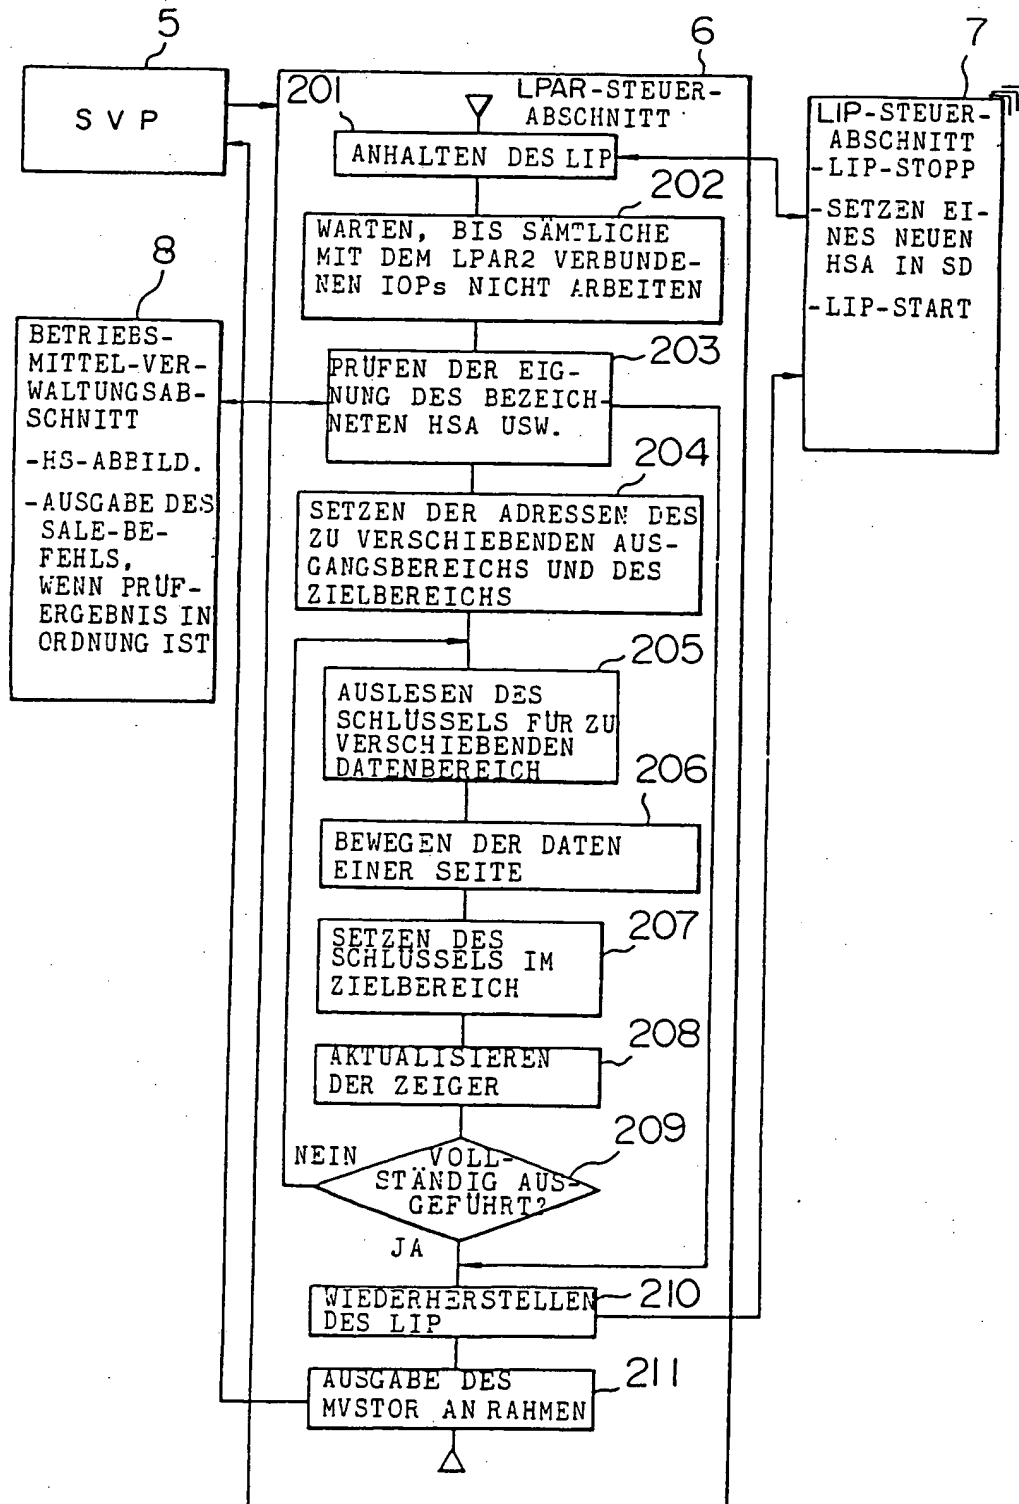 5
SVP
6
LPAR-STEUER-
ABSCHNITT
201
ANHALTEN DES LIP
202
WARTEN, BIS SÄMTLICHE
MIT DEM LPAR2 VERBUNDE-
NEN IOPs NICHT ARBEITEN
203
PRÜFEN DER EIG-
NUNG DES BEZEICH-
NETEN HSA USW.
204
SETZEN DER ADRESSEN DES
ZU VERSCHIEBENDEN AUS-
GANGSBEREICHS UND DES
ZIELBEREICHS
205
AUSLESEN DES
SCHLÜSSELS FÜR ZU
VERSCHIEBENDEN
DATENBEREICH
206
BEWEGEN DER DATEN
EINER SEITE
207
SETZEN DES
SCHLÜSSELS IM
ZIELBEREICH
208
AKTUALISIEREN
DER ZEIGER
209
VOLL-
STÄNDIG AUS-
GEFÜHRT?
NEIN
JA
210
WIEDERHERSTELLEN
DES LIP
211
AUSGABE DES
MVSTOR AN RAHMEN
7
LIP-STEUER-
ABSCHNITT
-LIP-STOPP
-SETZEN EI-
NES NEUEN
HSA IN SD
-LIP-START
8
BETRIEBS-
MITTEL-VER-
WALTUNGSAB-
SCHNITT
-HS-ABBILD.
-AUSGABE DES
SALE-BE-
FEHLS,
WENN PRÜF-
ERGEBNIS IN
ORDNUNG IST